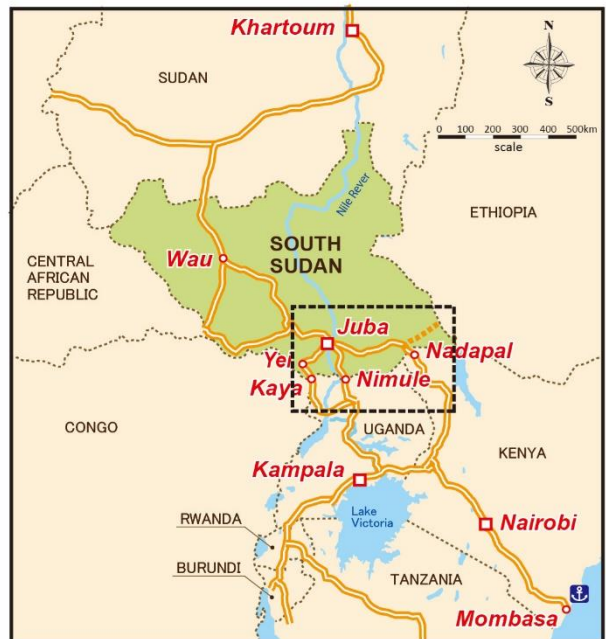 Khartoum
SUDAN
N
S
0 100 200 300 400 500km
scale
Nile Rever
ETHIOPIA
SOUTH
SUDAN
Wau
CENTRAL
AFRICAN
REPUBLIC
Juba
Yei
Nadapal
Kaya
Nimule
CONGO
UGANDA
KENYA
Kampala
Lake
Victoria
Nairobi
RWANDA
BURUNDI
TANZANIA
Mombasa